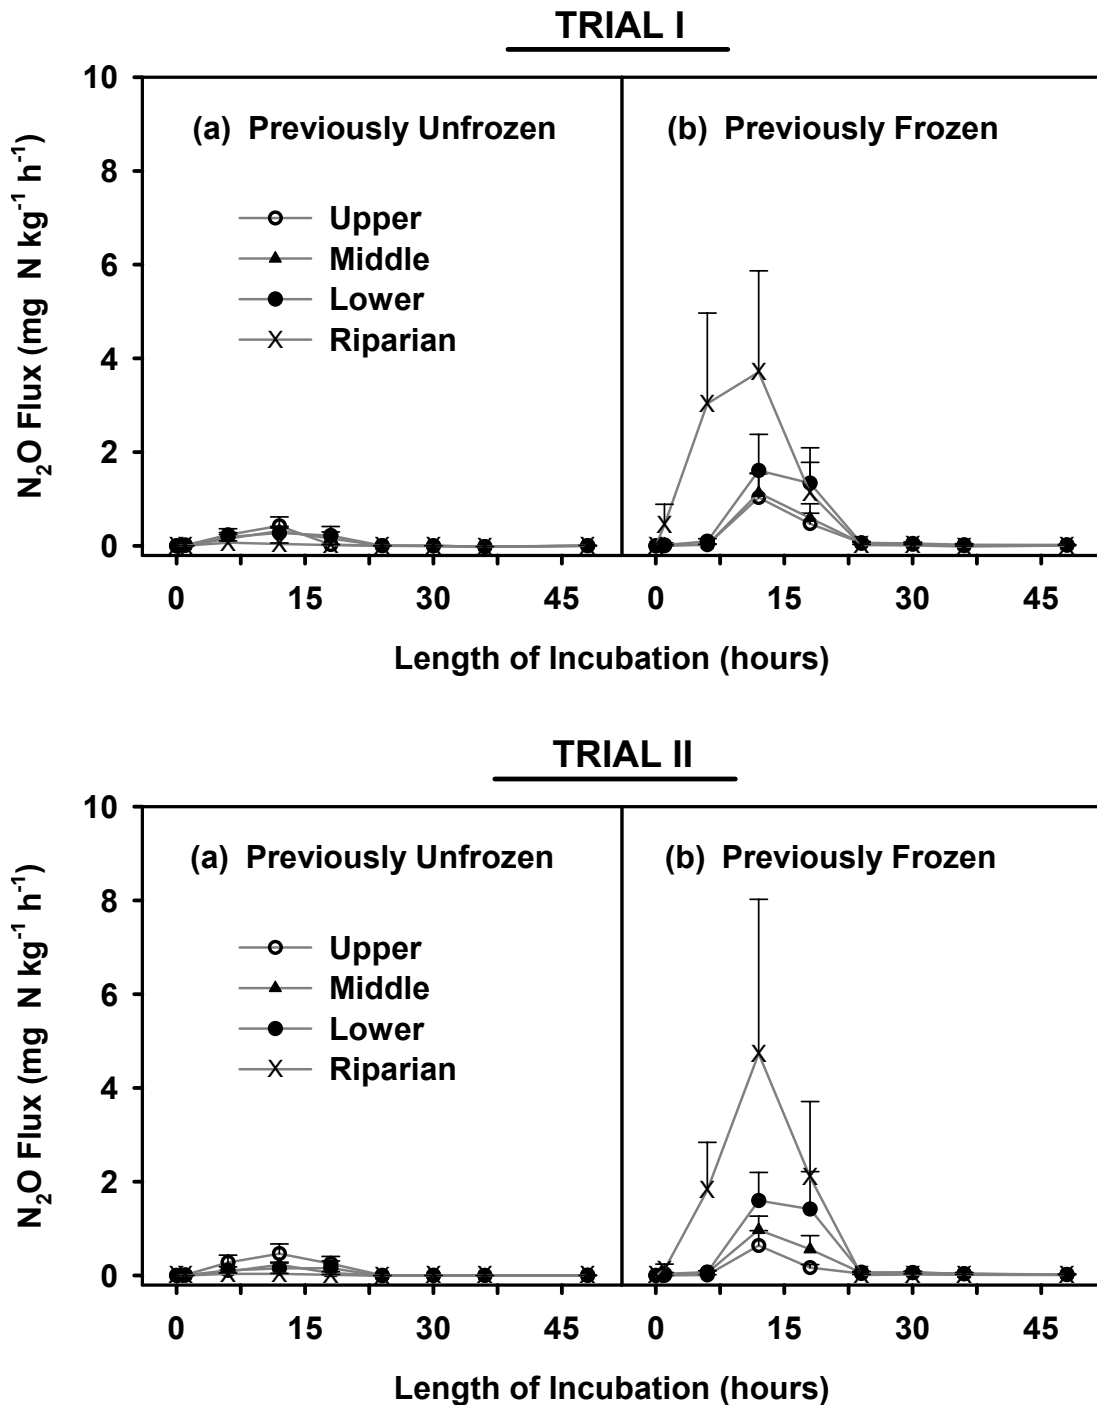 TRIAL I
(a) Previously Unfrozen
(b) Previously Frozen
10
8
6
4
2
0
N₂O Flux (mg N kg⁻¹ h⁻¹)
Upper
Middle
Lower
Riparian
0 15 30 45
0 15 30 45
Length of Incubation (hours)
TRIAL II
(a) Previously Unfrozen
(b) Previously Frozen
10
8
6
4
2
0
N₂O Flux (mg N kg⁻¹ h⁻¹)
Upper
Middle
Lower
Riparian
0 15 30 45
0 15 30 45
Length of Incubation (hours)